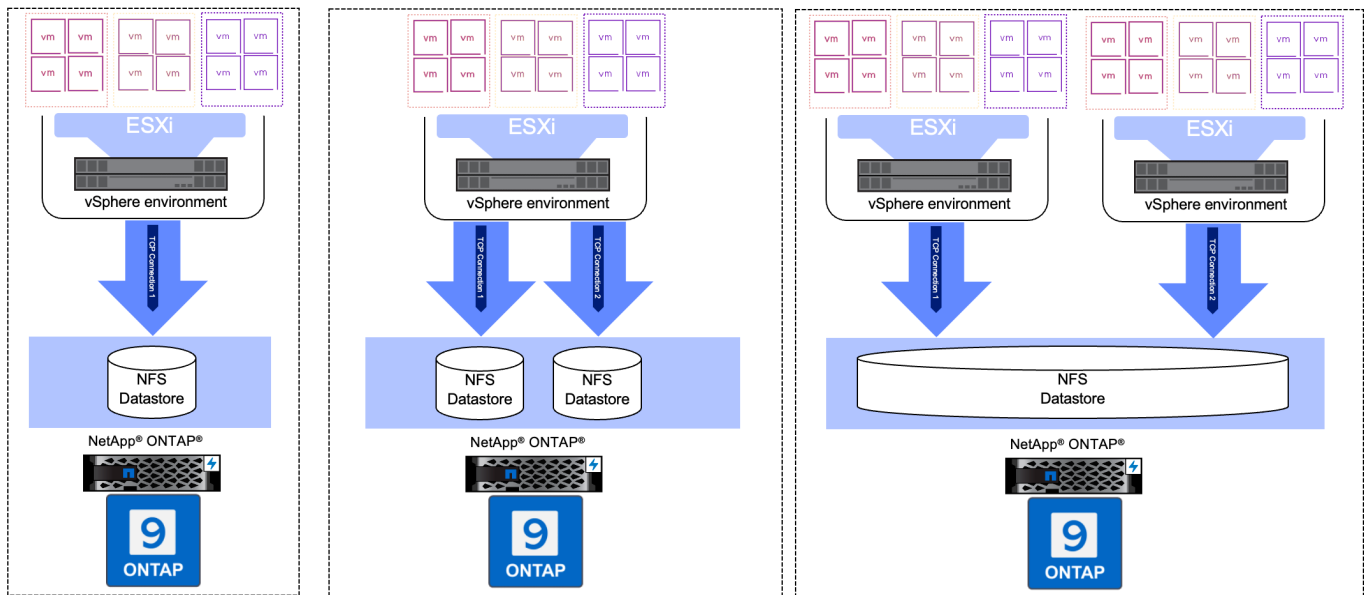 vm vm vm vm vm vm
vm vm vm vm vm vm
ESXi
vSphere environment
TCP Connection 1
NFS
Datastore
NetApp® ONTAP®
9
ONTAP
vm vm vm vm vm vm
vm vm vm vm vm vm
ESXi
vSphere environment
TCP Connection 1
TCP Connection 2
NFS
Datastore
NFS
Datastore
NetApp® ONTAP®
9
ONTAP
vm vm vm vm vm vm
vm vm vm vm vm vm
ESXi
vSphere environment
TCP Connection 1
vm vm vm vm vm vm
vm vm vm vm vm vm
ESXi
vSphere environment
TCP Connection 2
NFS
Datastore
NetApp® ONTAP®
9
ONTAP